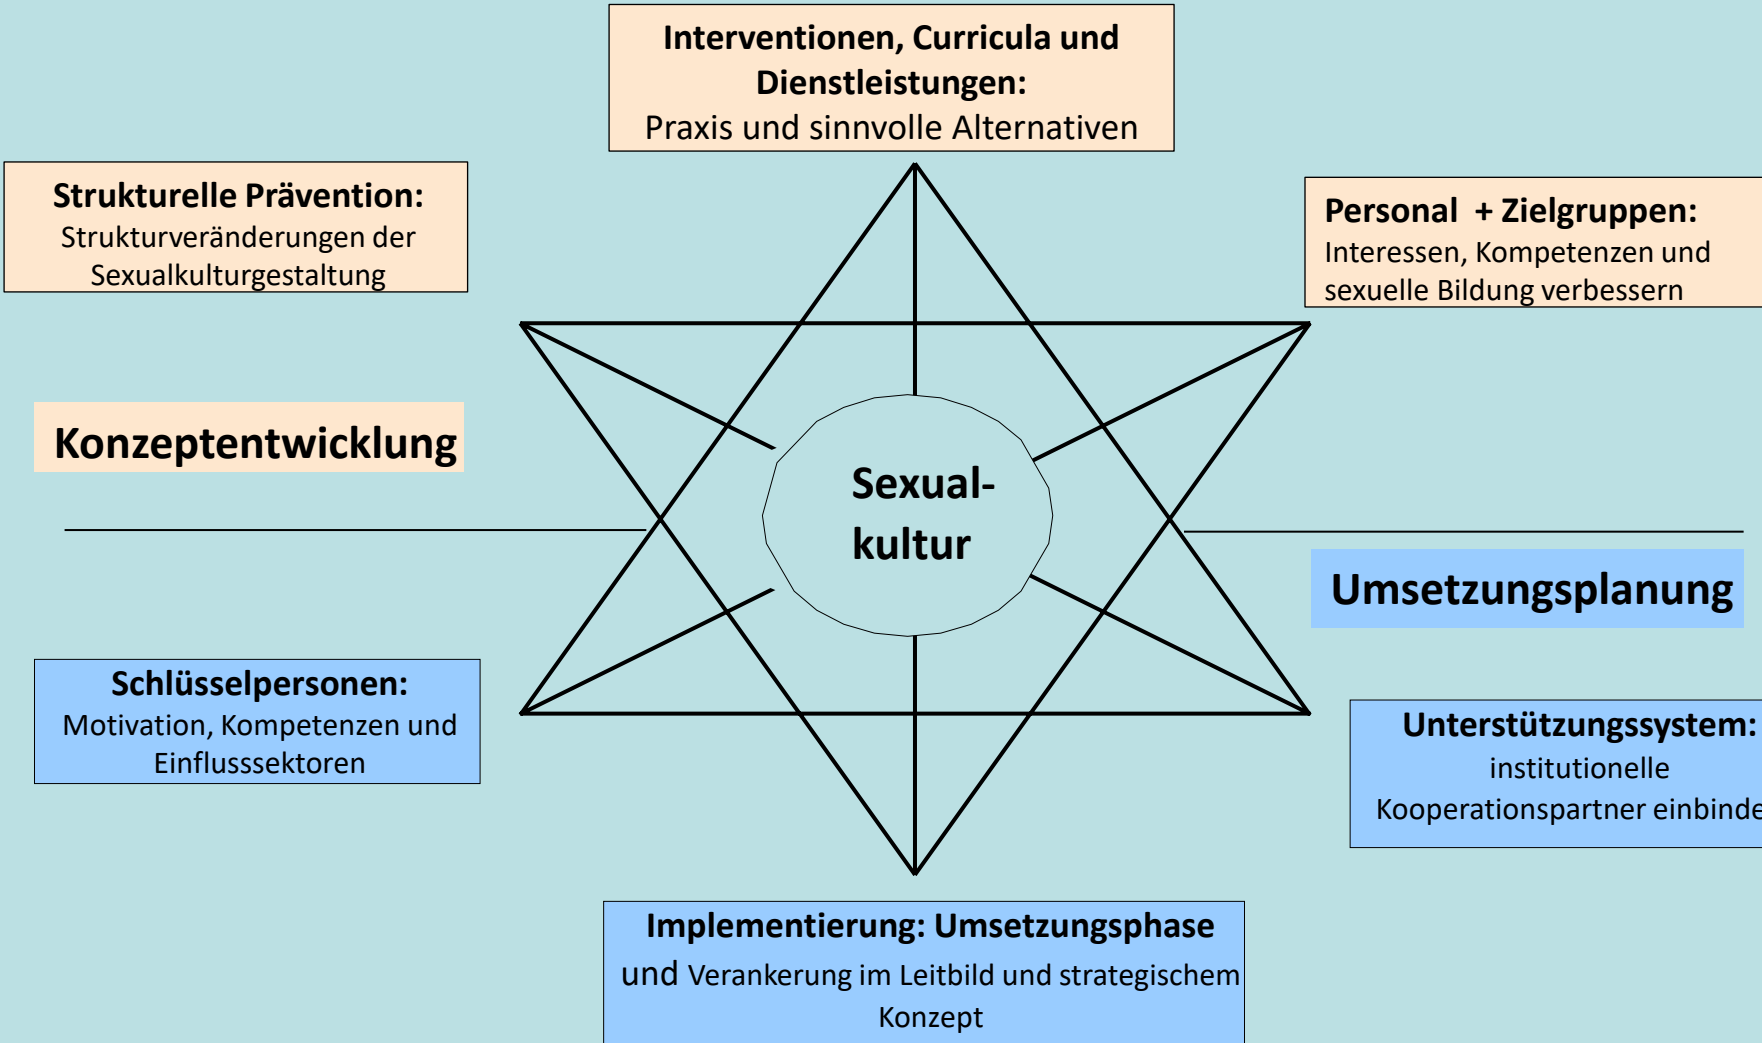 Interventionen, Curricula und
Dienstleistungen:
Praxis und sinnvolle Alternativen
Strukturelle Prävention:
Strukturveränderungen der
Sexualkulturgestaltung
Personal + Zielgruppen:
Interessen, Kompetenzen und
sexuelle Bildung verbessern
Konzeptentwicklung
Sexual-
kultur
Umsetzungsplanung
Schlüsselpersonen:
Motivation, Kompetenzen und
Einflusssektoren
Unterstützungssystem:
institutionelle
Kooperationspartner einbinde
Implementierung: Umsetzungsphase
und Verankerung im Leitbild und strategischem
Konzept